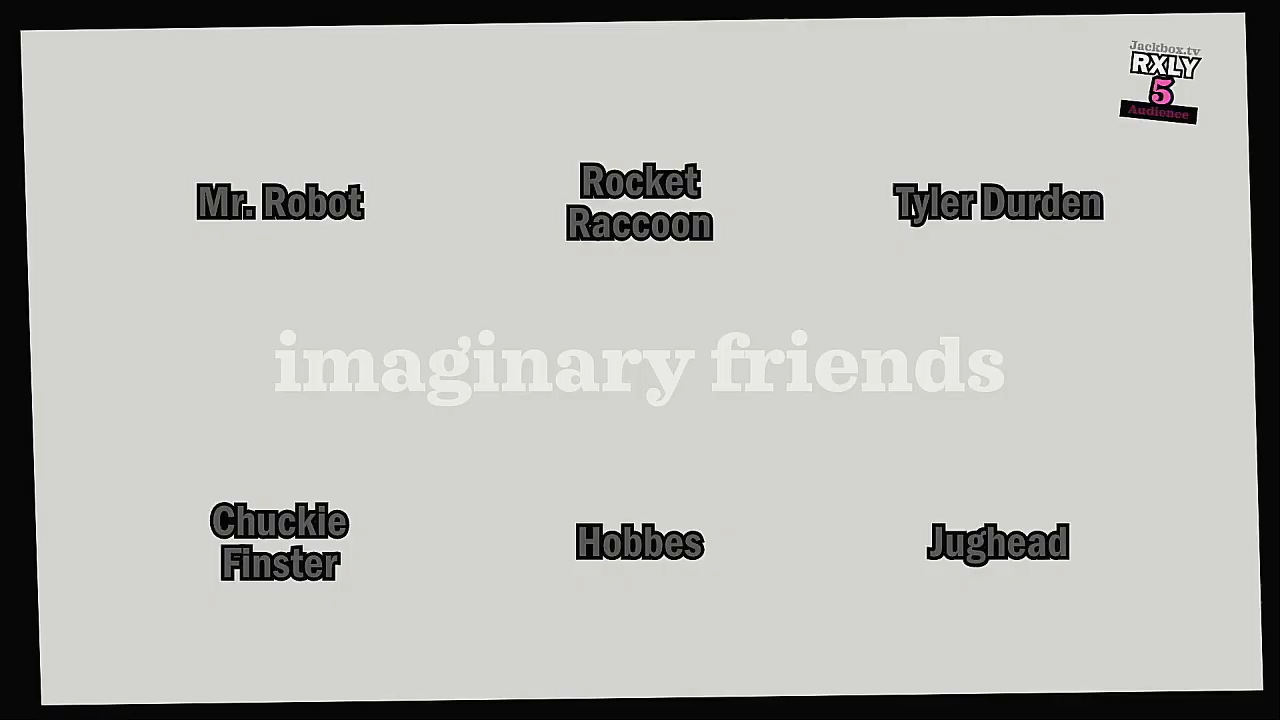 Jackbox.tv
RXLY
5
Audience
Mr. Robot
Rocket
Raccoon
Tyler Durden
imaginary friends
Chuckie
Finster
Hobbes
Jughead